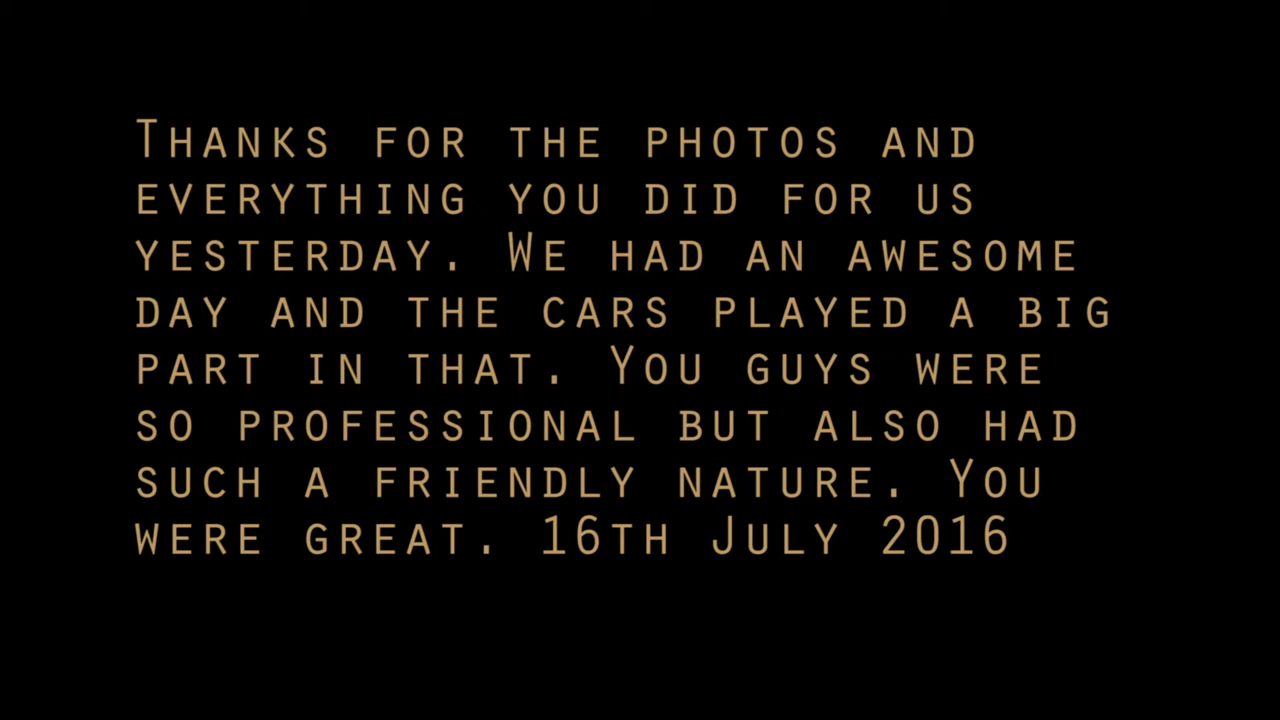 Thanks for the photos and
everything you did for us
yesterday. We had an awesome
day and the cars played a big
part in that. You guys were
so professional but also had
such a friendly nature. You
were great. 16th July 2016